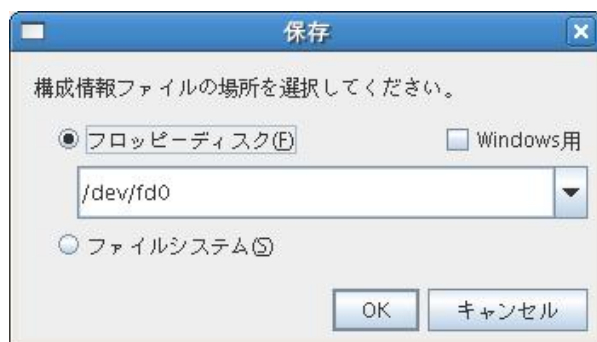 保存
構成情報ファイルの場所を選択してください。
フロッピーディスク(F) Windows用
/dev/fd0
ファイルシステム(S)
OK キャンセル